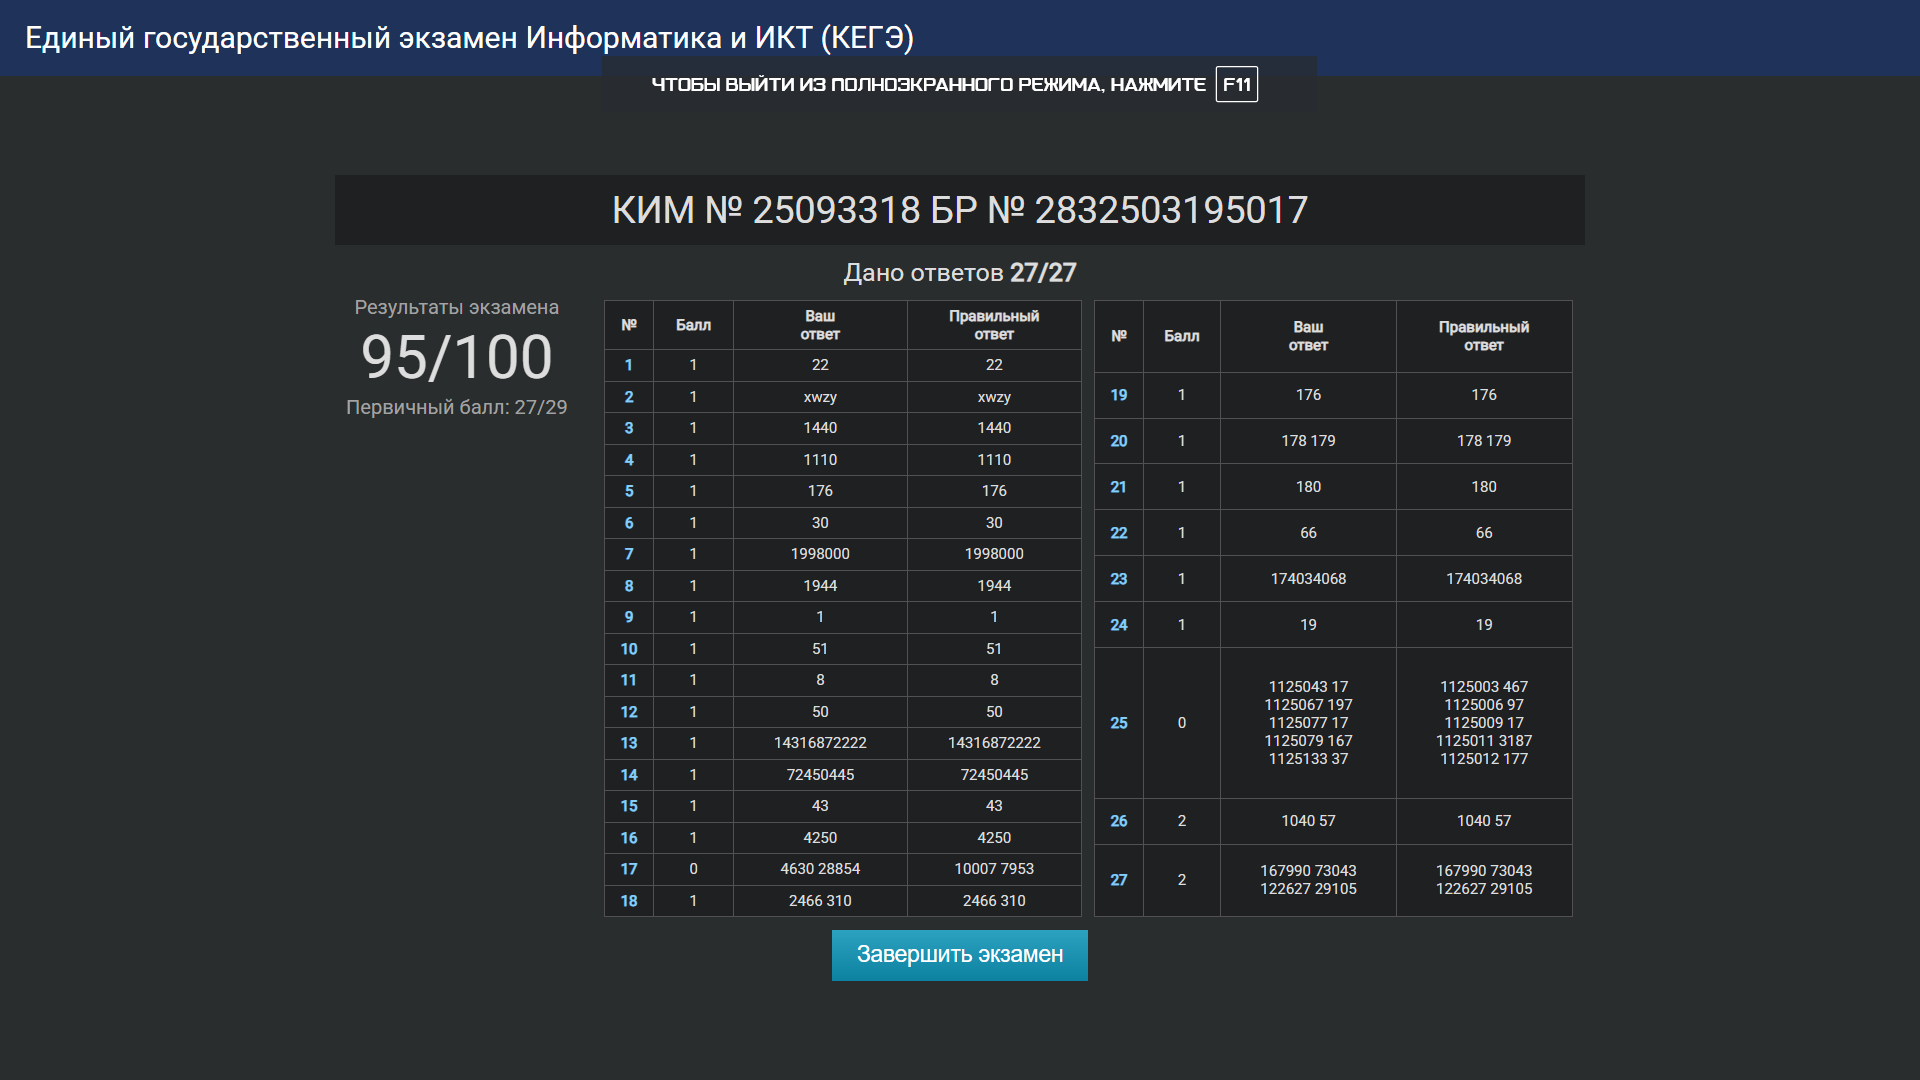 Единый государственный экзамен Информатика и ИКТ (КЕГЭ)
ЧТОБЫ ВЫЙТИ ИЗ ПОЛНОЭКРАННОГО РЕЖИМА, НАЖМИТЕ F11
КИМ № 25093318 БР № 2832503195017
Дано ответов 27/27
Результаты экзамена
95/100
Первичный балл: 27/29
№ Балл Ваш ответ Правильный ответ
1 1 22 22
2 1 xwzy xwzy
3 1 1440 1440
4 1 1110 1110
5 1 176 176
6 1 30 30
7 1 1998000 1998000
8 1 1944 1944
9 1 1 1
10 1 51 51
11 1 8 8
12 1 50 50
13 1 14316872222 14316872222
14 1 72450445 72450445
15 1 43 43
16 1 4250 4250
17 0 4630 28854 10007 7953
18 1 2466 310 2466 310
№ Балл Ваш ответ Правильный ответ
19 1 176 176
20 1 178 179 178 179
21 1 180 180
22 1 66 66
23 1 174034068 174034068
24 1 19 19
1125043 17 1125003 467
1125067 197 1125006 97
25 0 1125077 17 1125009 17
1125079 167 1125011 3187
1125133 37 1125012 177
26 2 1040 57 1040 57
27 2 167990 73043 167990 73043
122627 29105 122627 29105
Завершить экзамен